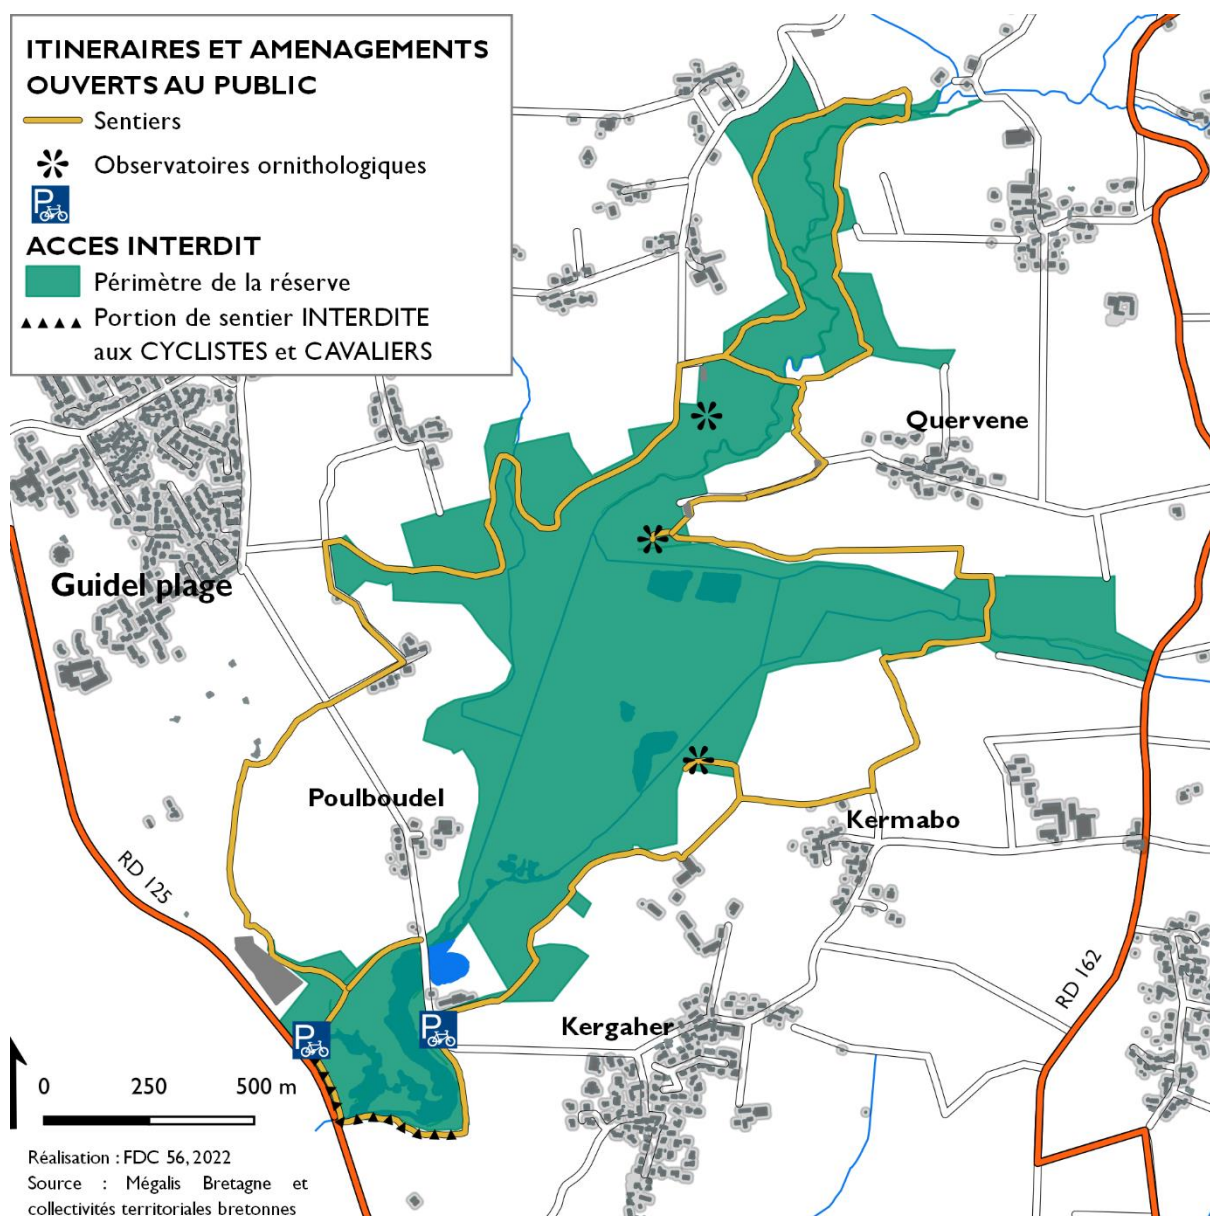 ITINERAIRES ET AMENAGEMENTS
OUVERTS AU PUBLIC
Sentiers
Observatoires ornithologiques
P
ACCES INTERDIT
Périmètre de la réserve
Portion de sentier INTERDITE
aux CYCLISTES et CAVALIERS
Quervene
Guidel plage
Poulboudel
Kermabo
RD 125
RD 162
Kergaher
P
P
0 250 500 m
Réalisation : FDC 56, 2022
Source : Mégalis Bretagne et
collectivités territoriales bretonnes